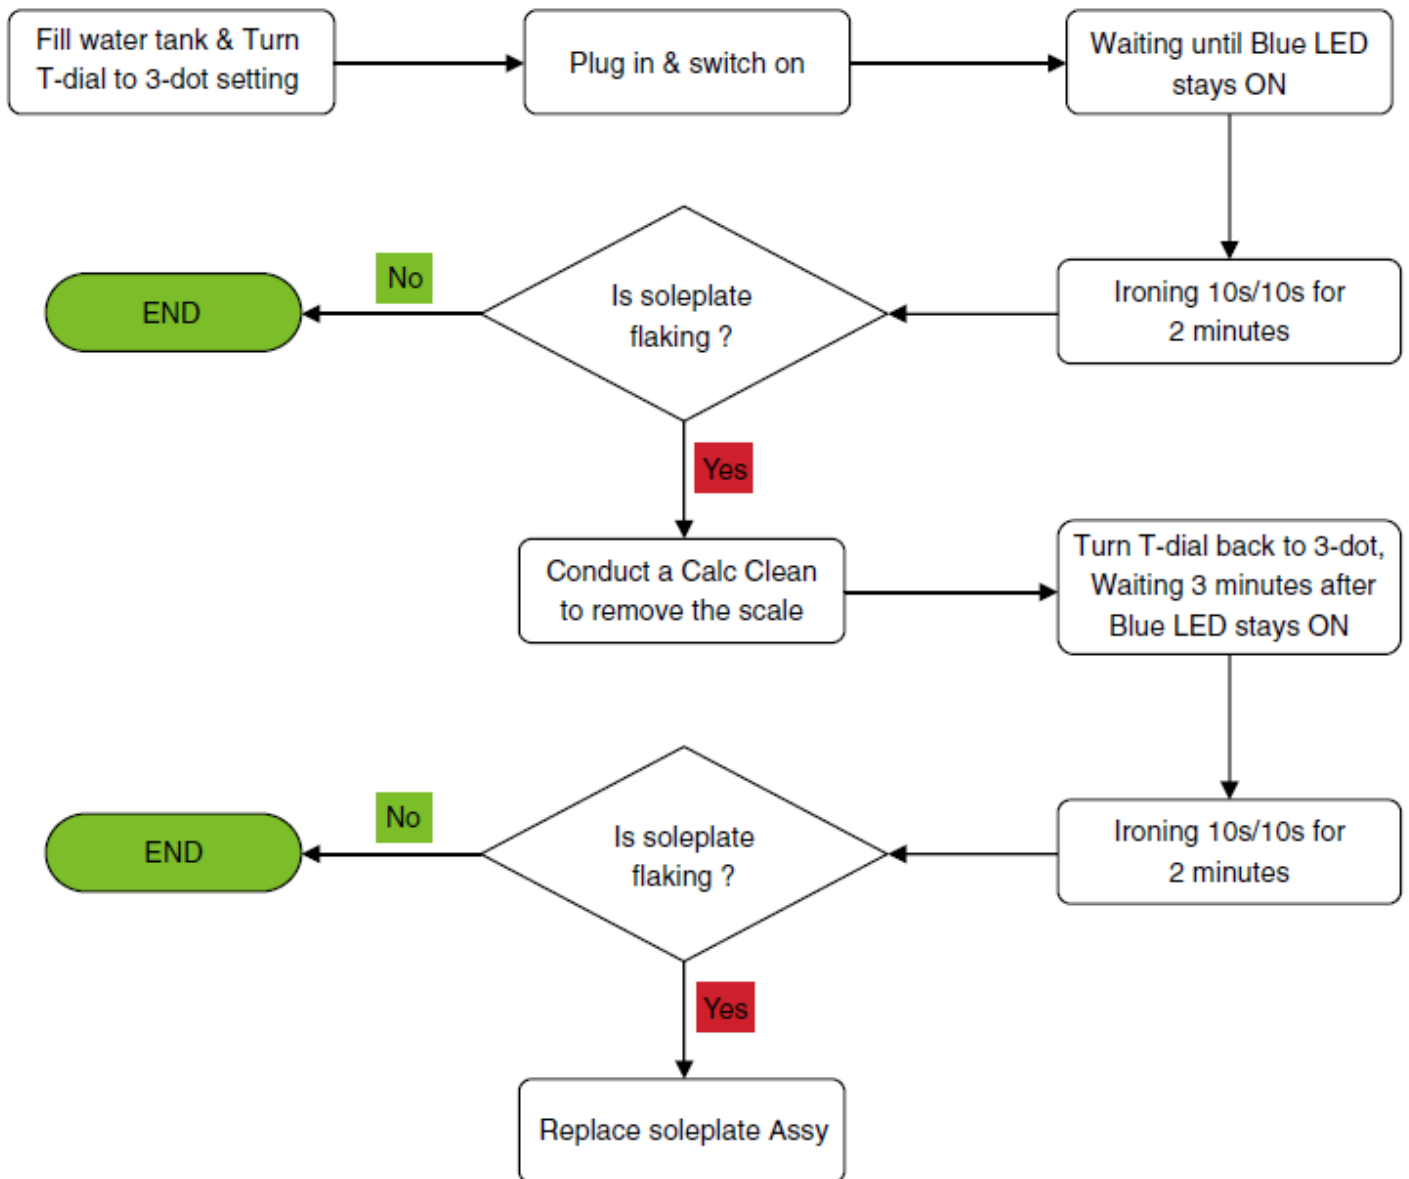 Fill water tank & Turn
T-dial to 3-dot setting
Plug in & switch on
Waiting until Blue LED
stays ON
Ironing 10s/10s for
2 minutes
Is soleplate
flaking ?
No
END
Yes
Conduct a Calc Clean
to remove the scale
Turn T-dial back to 3-dot,
Waiting 3 minutes after
Blue LED stays ON
Ironing 10s/10s for
2 minutes
Is soleplate
flaking ?
No
END
Yes
Replace soleplate Assy